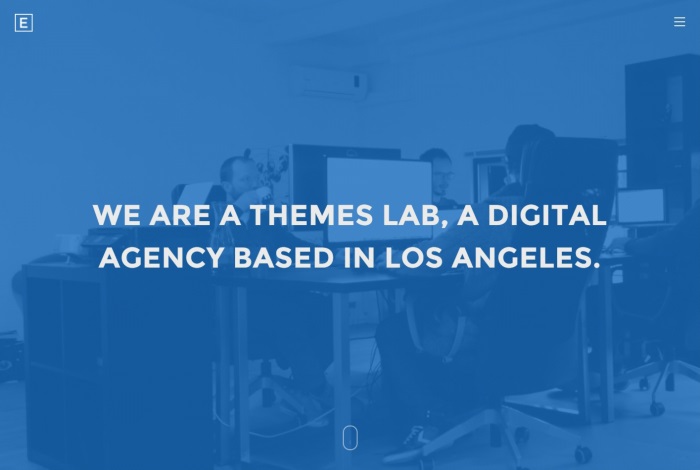 E
WE ARE A THEMES LAB, A DIGITAL
AGENCY BASED IN LOS ANGELES.